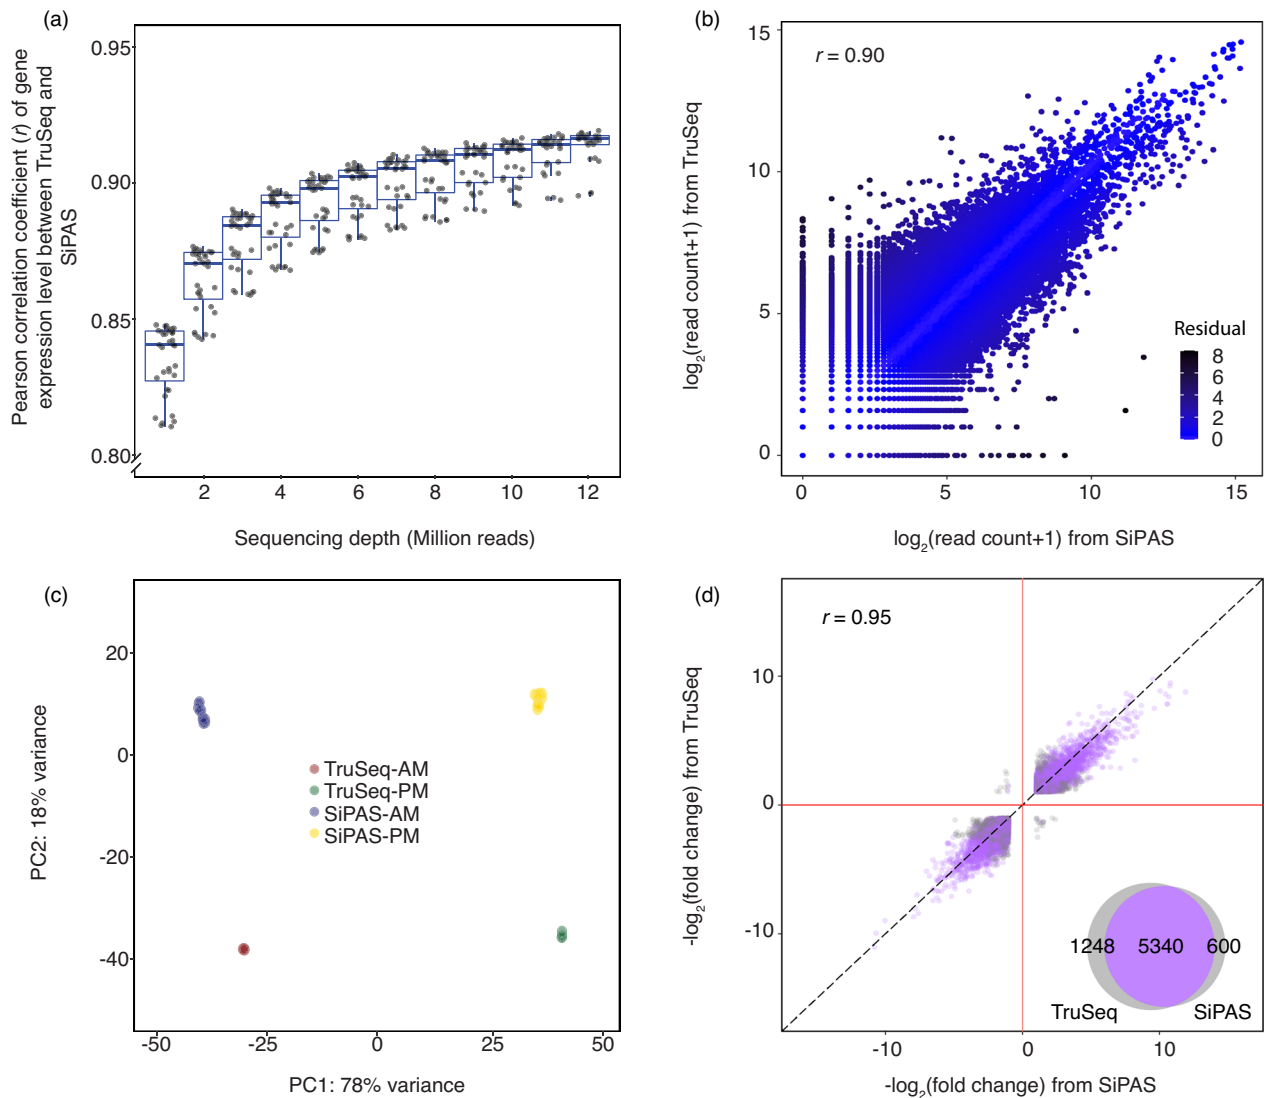 (a)
Pearson correlation coefficient (r) of gene
expression level between TruSeq and
SiPAS
0.95
0.90
0.85
0.80
2 4 6 8 10 12
Sequencing depth (Million reads)
(b)
r = 0.90
log2(read count+1) from TruSeq
15
10
5
0
Residual
8
6
4
2
0
0 5 10 15
log2(read count+1) from SiPAS
(c)
PC2: 18% variance
20
0
-20
-40
TruSeq-AM
TruSeq-PM
SiPAS-AM
SiPAS-PM
-50 -25 0 25 50
PC1: 78% variance
(d)
r = 0.95
-log2(fold change) from TruSeq
10
0
-10
1248 5340 600
TruSeq SiPAS
-10 0 10
-log2(fold change) from SiPAS